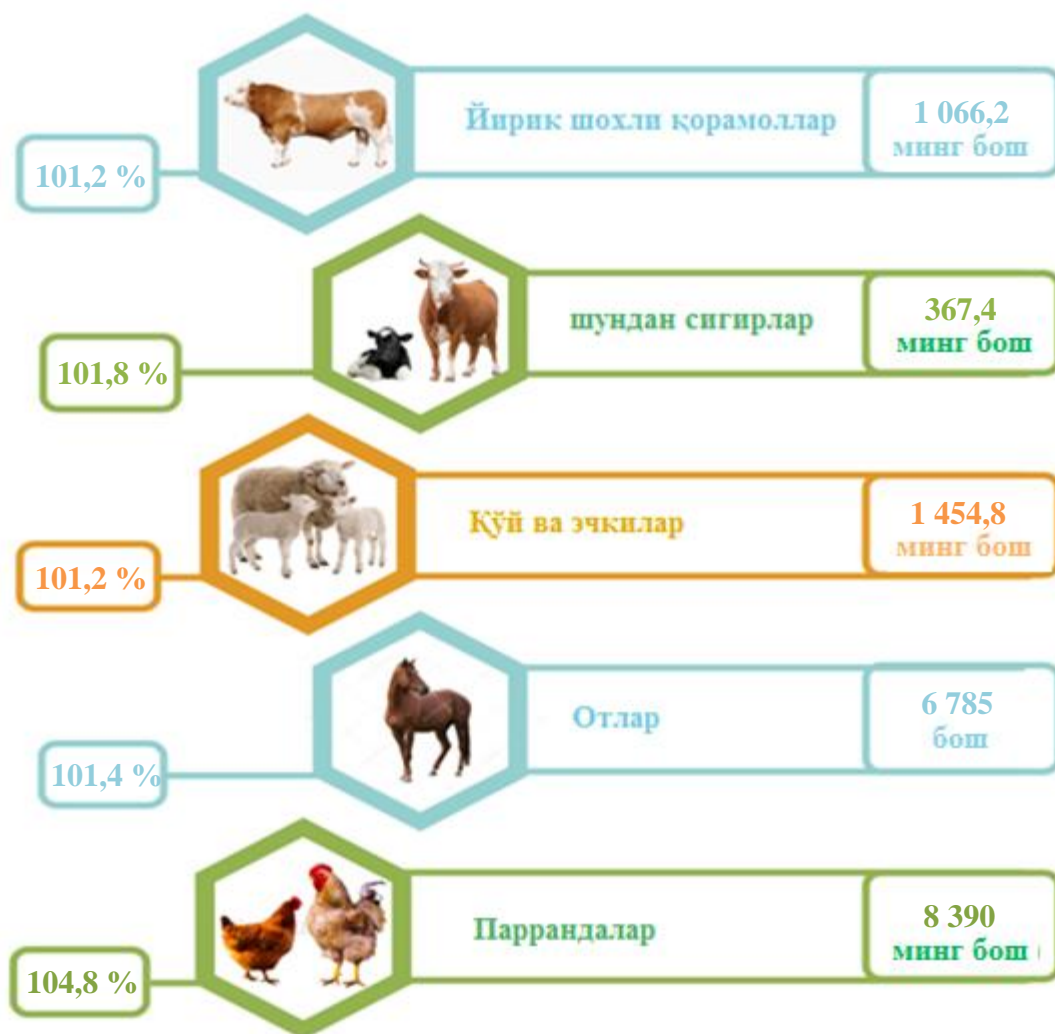 Йирик шохли қорамоллар
1 066,2
минг бош
101,2 %
шундан сигирлар
367,4
минг бош
101,8 %
Қўй ва эчкилар
1 454,8
минг бош
101,2 %
Отлар
6 785
бош
101,4 %
Паррандалар
8 390
минг бош
104,8 %